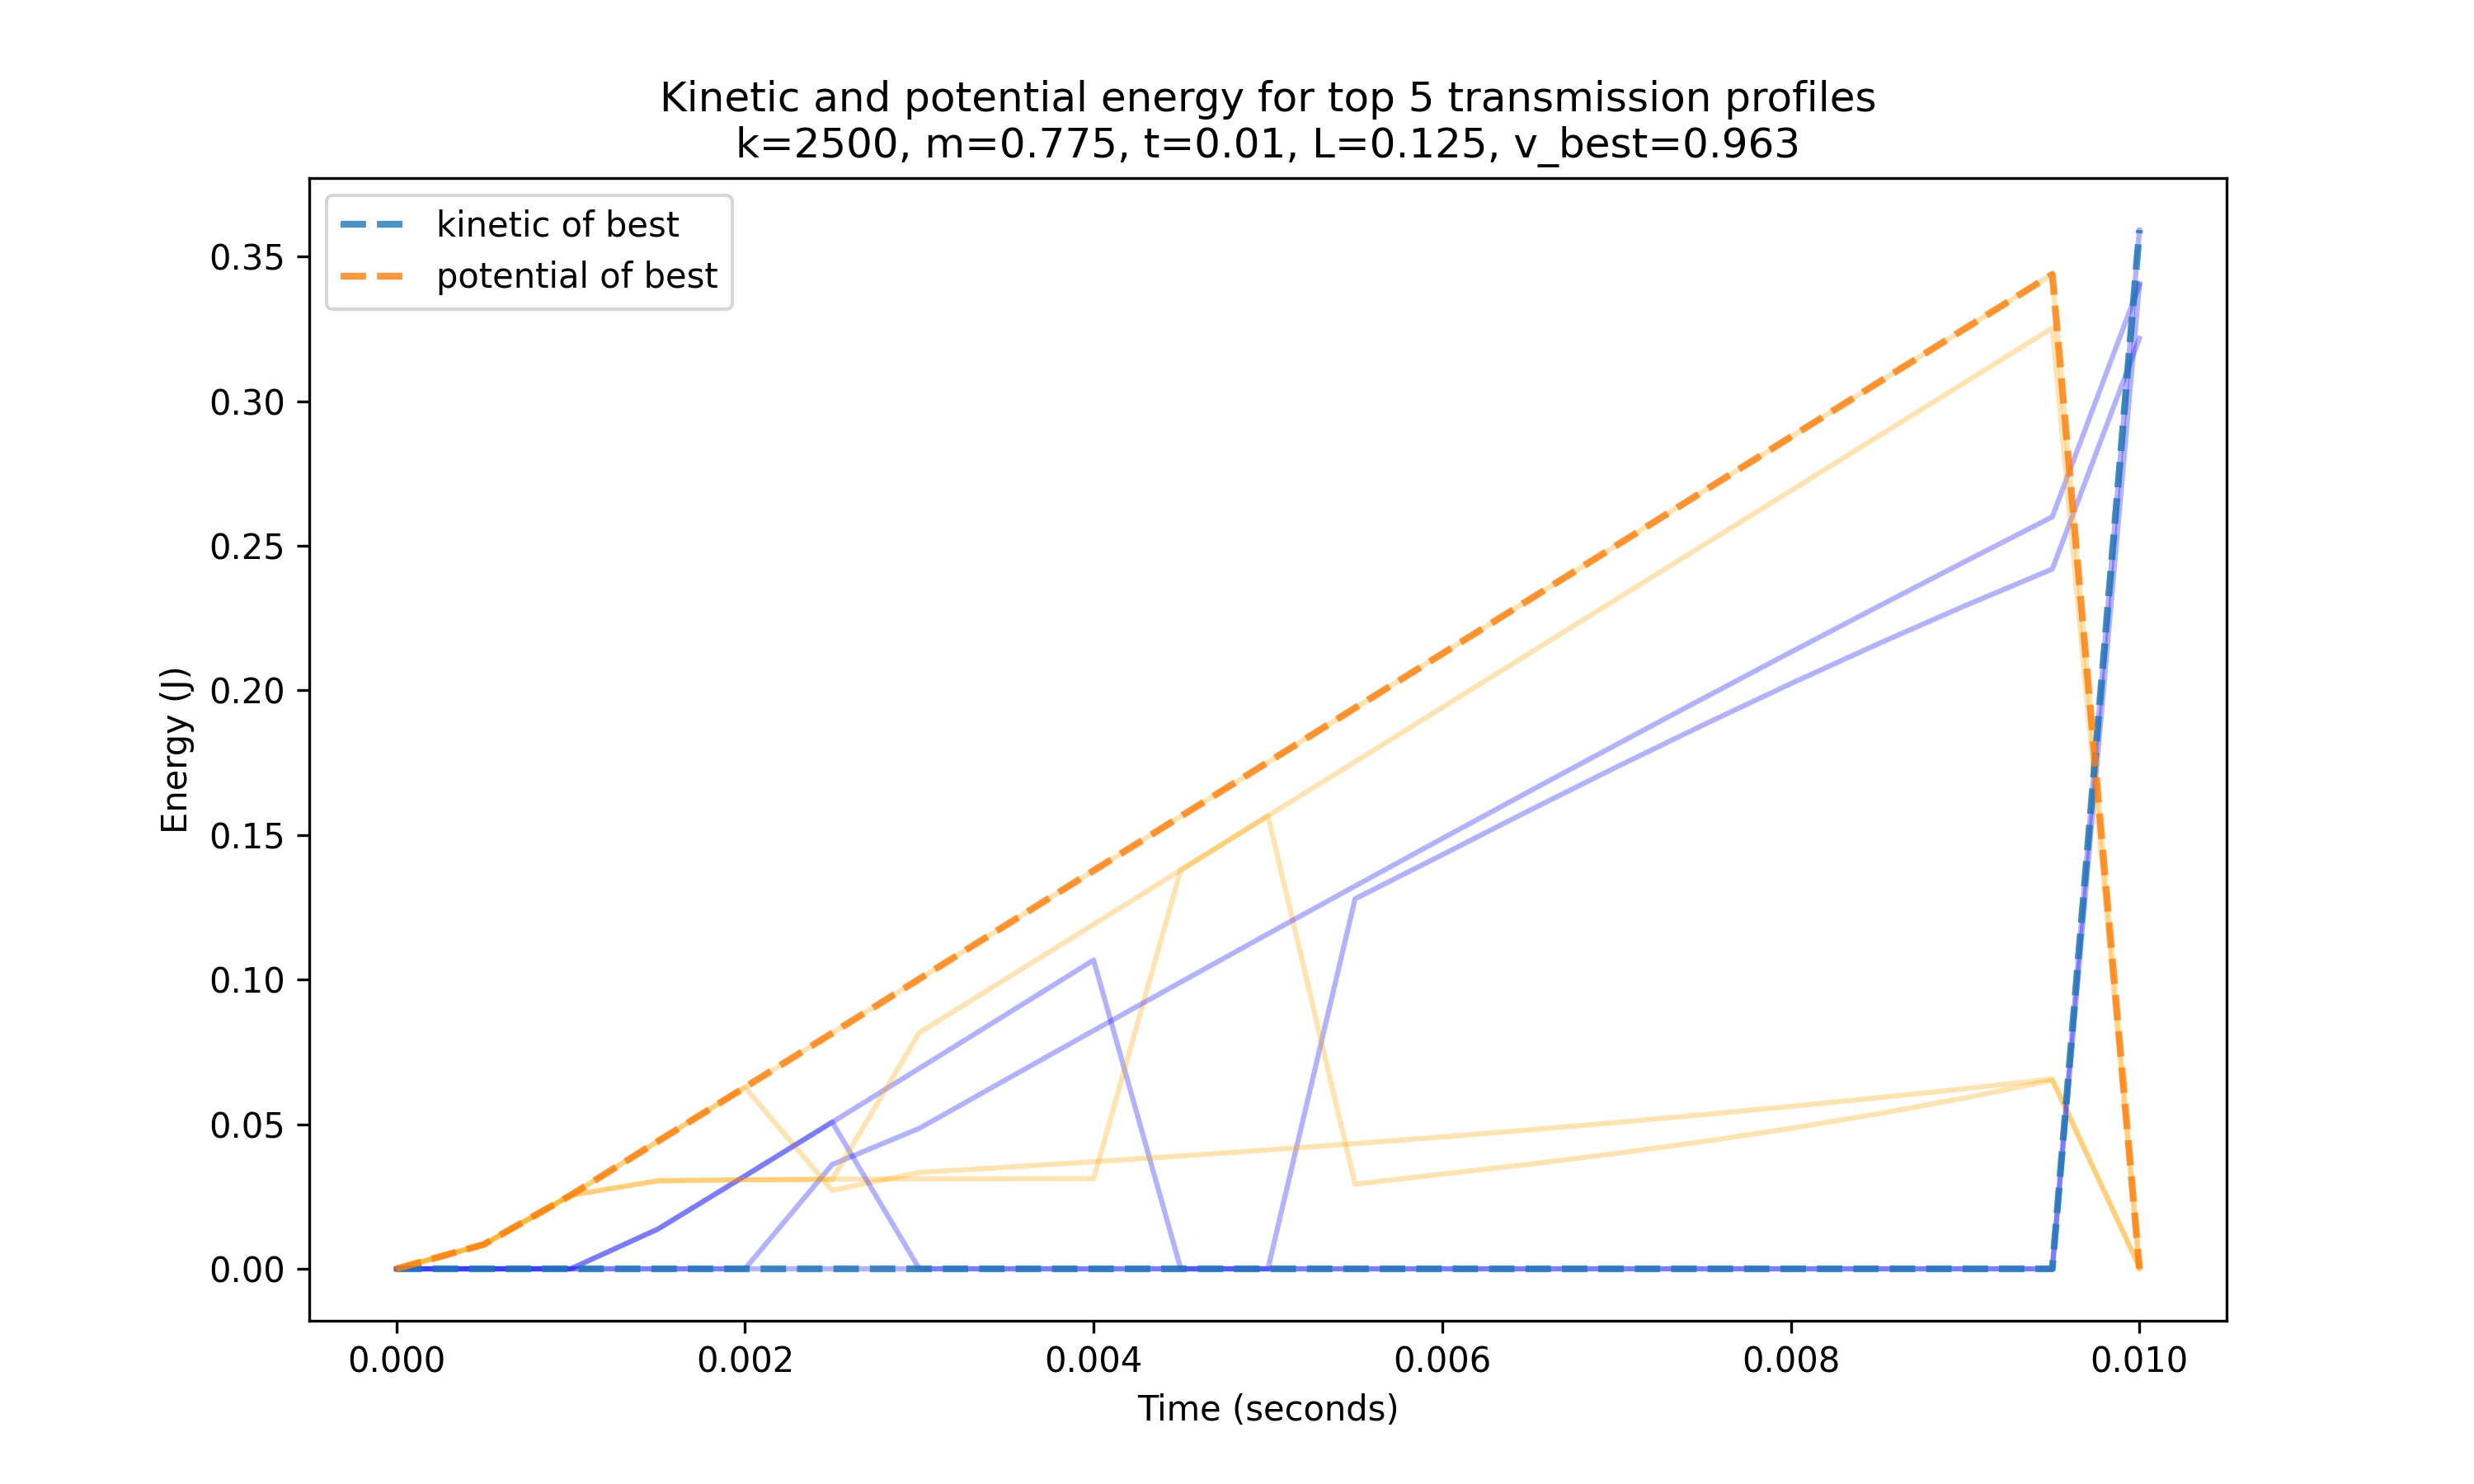 Kinetic and potential energy for top 5 transmission profiles
k=2500, m=0.775, t=0.01, L=0.125, v_best=0.963
kinetic of best
potential of best
0.35
0.30
0.25
0.20
0.15
0.10
0.05
0.00
Energy (J)
0.000 0.002 0.004 0.006 0.008 0.010
Time (seconds)